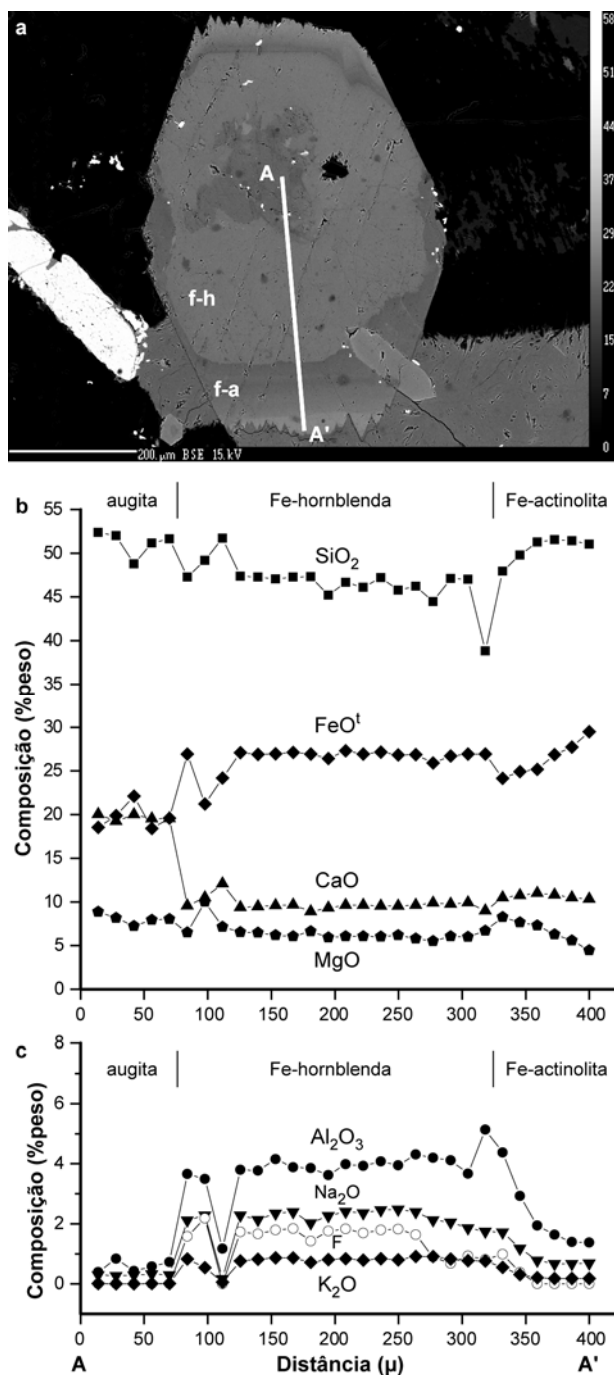 a
58
51
44
37
29
22
15
7
0
A
f-h
f-a
A'
200.µm BSE 15.kV
b
augita
Fe-hornblenda
Fe-actinolita
Composição (%peso)
55
50
45
40
35
30
25
20
15
10
5
0
SiO₂
FeOᵗ
CaO
MgO
0 50 100 150 200 250 300 350 400
c
augita
Fe-hornblenda
Fe-actinolita
Composição (%peso)
8
6
4
2
0
Al₂O₃
Na₂O
F
K₂O
0 50 100 150 200 250 300 350 400
A
Distância (µ)
A'